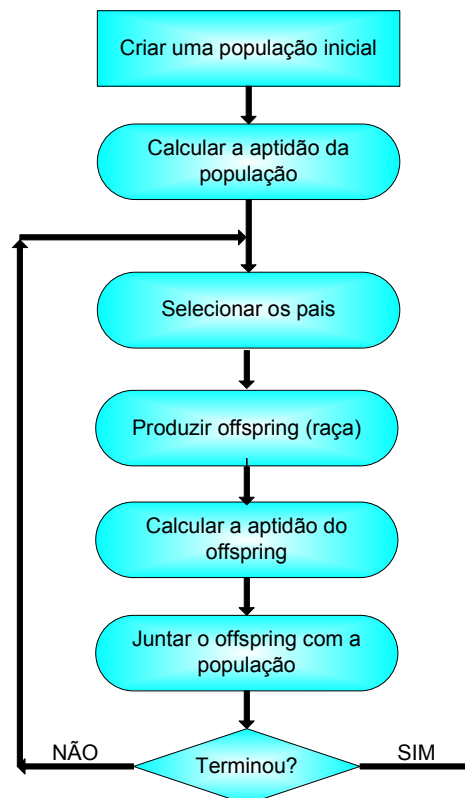 Criar uma população inicial
Calcular a aptidão da
população
Selecionar os pais
Produzir offspring (raça)
Calcular a aptidão do
offspring
Juntar o offspring com a
população
NÃO
Terminou?
SIM